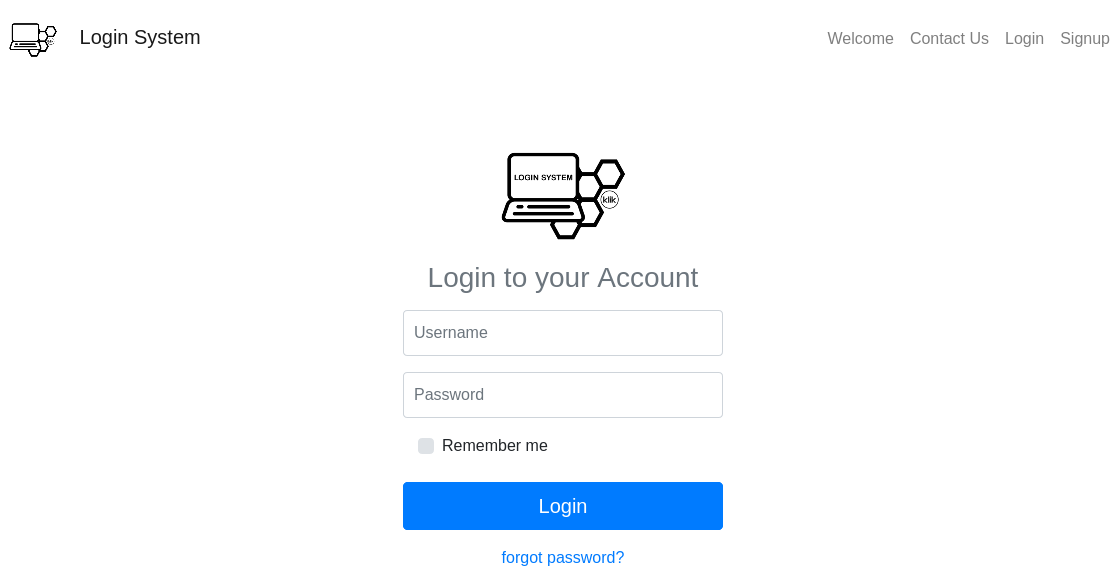 Login System
Welcome Contact Us Login Signup
LOGIN SYSTEM
klik
Login to your Account
Username
Password
Remember me
Login
forgot password?